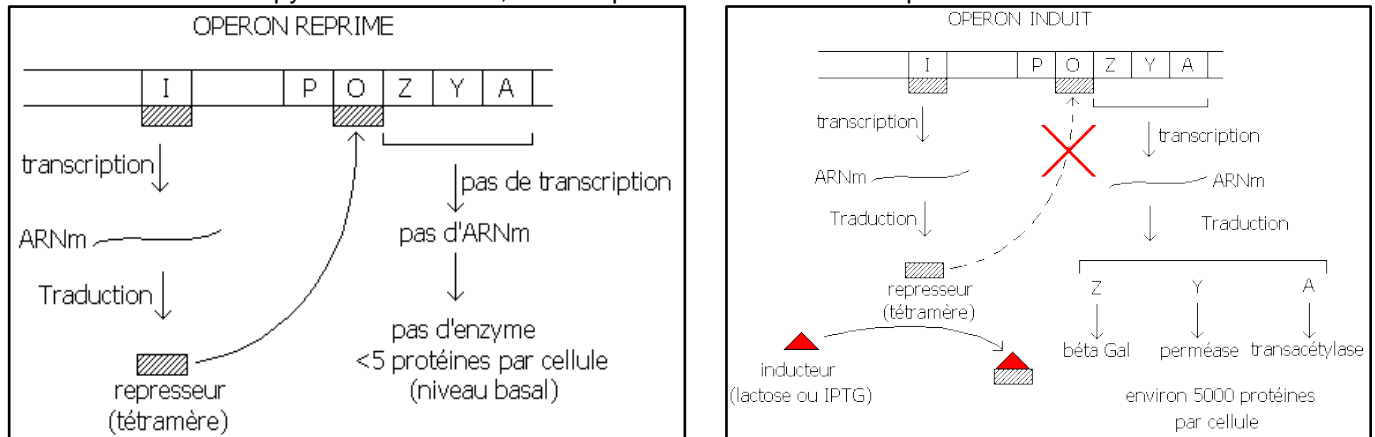 OPERON REPRIME
I P O Z Y A
transcription
pas de transcription
ARNm
pas d'ARNm
Traduction
pas d'enzyme
<5 protéines par cellule
(niveau basal)
represseur
(tétramère)
OPERON INDUIT
I P O Z Y A
transcription
transcription
ARNm
ARNm
Traduction
Traduction
represseur
(tétramère)
Z Y A
inducteur
(lactose ou IPTG)
béta Gal perméase transacétylase
environ 5000 protéines
par cellule